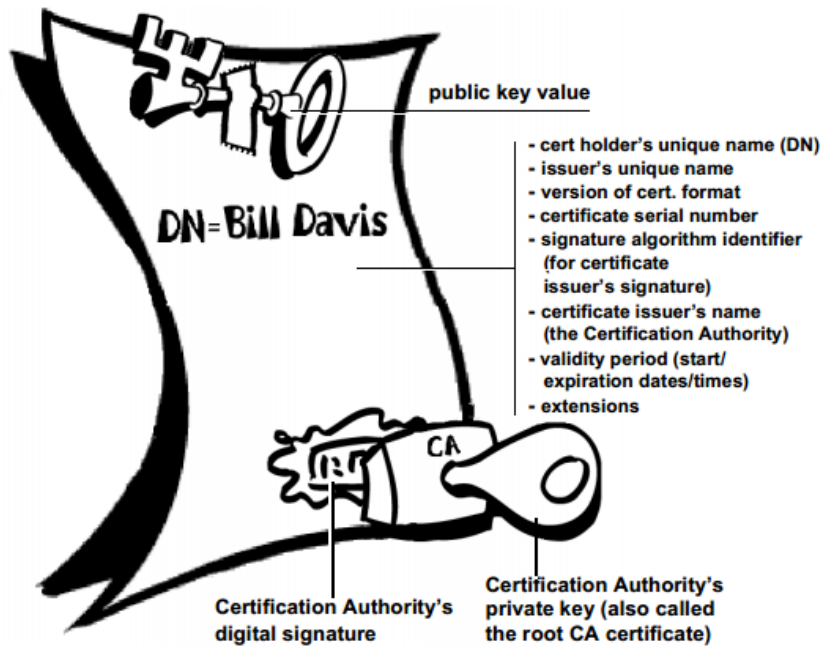 public key value
- cert holder's unique name (DN)
- issuer's unique name
- version of cert. format
- certificate serial number
- signature algorithm identifier
(for certificate
issuer's signature)
- certificate issuer's name
(the Certification Authority)
- validity period (start/
expiration dates/times)
- extensions
DN=Bill Davis
CA
Certification Authority's
digital signature
Certification Authority's
private key (also called
the root CA certificate)